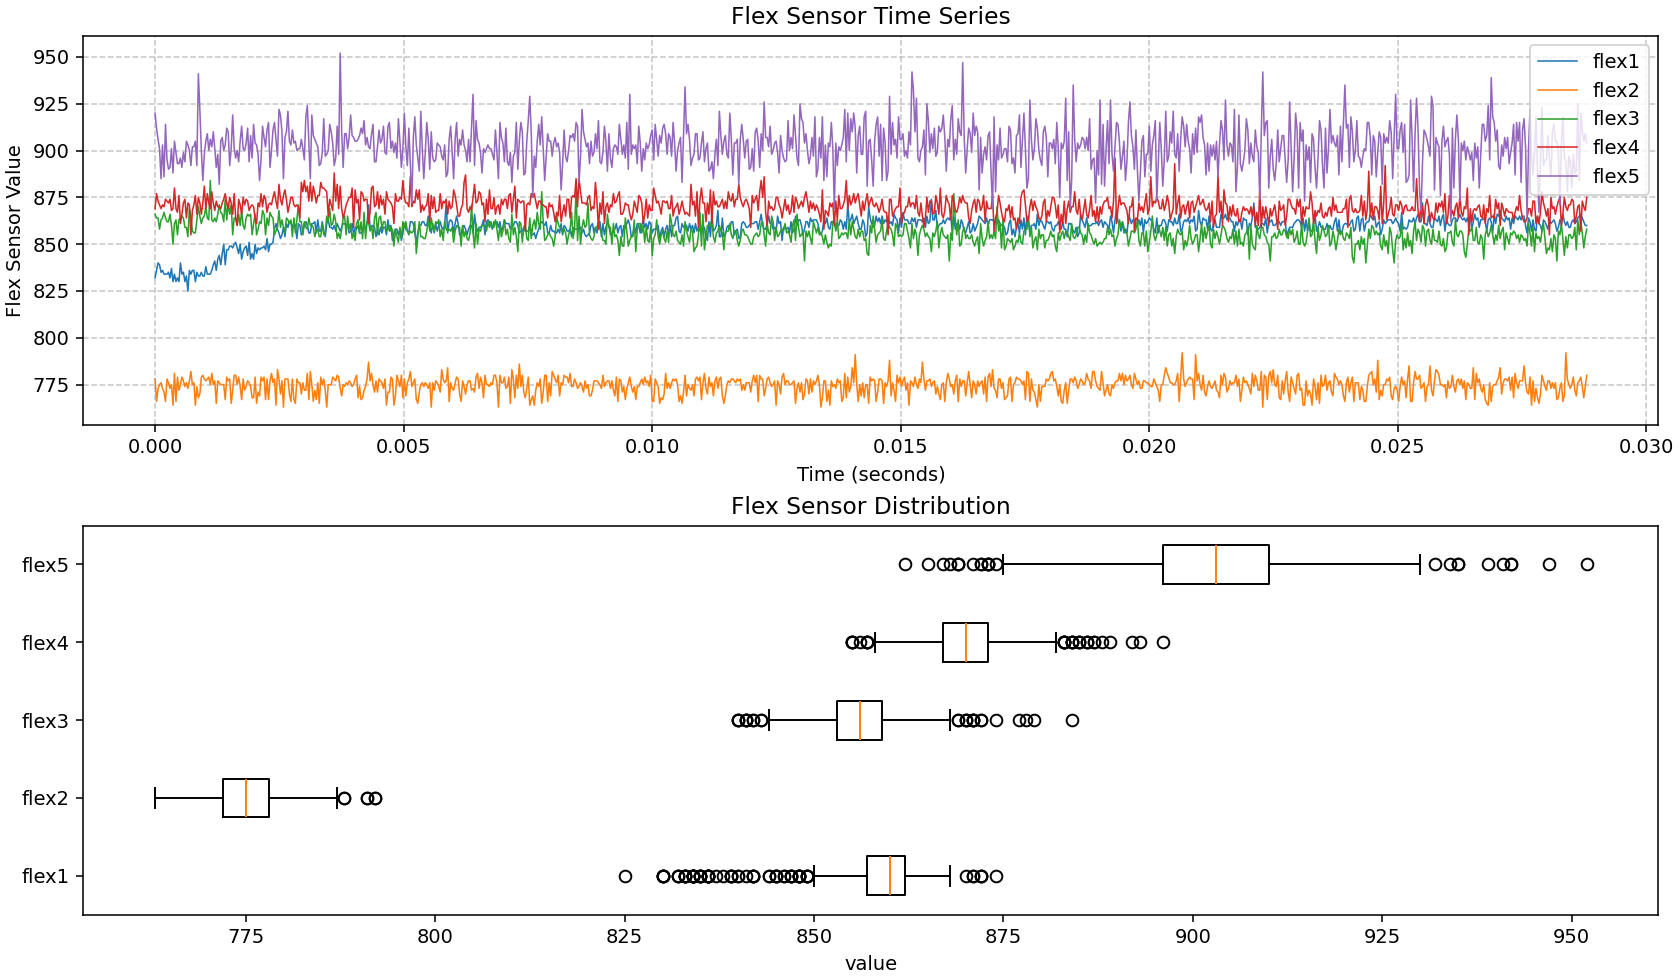 Flex Sensor Time Series
Flex Sensor Value
950
925
900
875
850
825
800
775
flex1
flex2
flex3
flex4
flex5
0.000 0.005 0.010 0.015 0.020 0.025 0.030
Time (seconds)
Flex Sensor Distribution
flex5
flex4
flex3
flex2
flex1
775 800 825 850 875 900 925 950
value